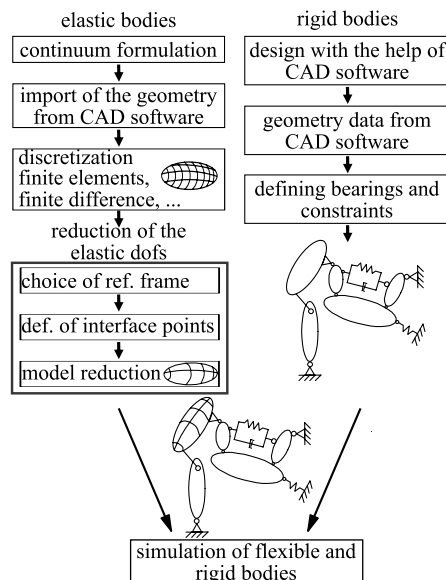 elastic bodies
continuum formulation
import of the geometry
from CAD software
discretization
finite elements,
finite difference, ...
reduction of the
elastic dofs
choice of ref. frame
def. of interface points
model reduction
rigid bodies
design with the help of
CAD software
geometry data from
CAD software
defining bearings and
constraints
simulation of flexible and
rigid bodies